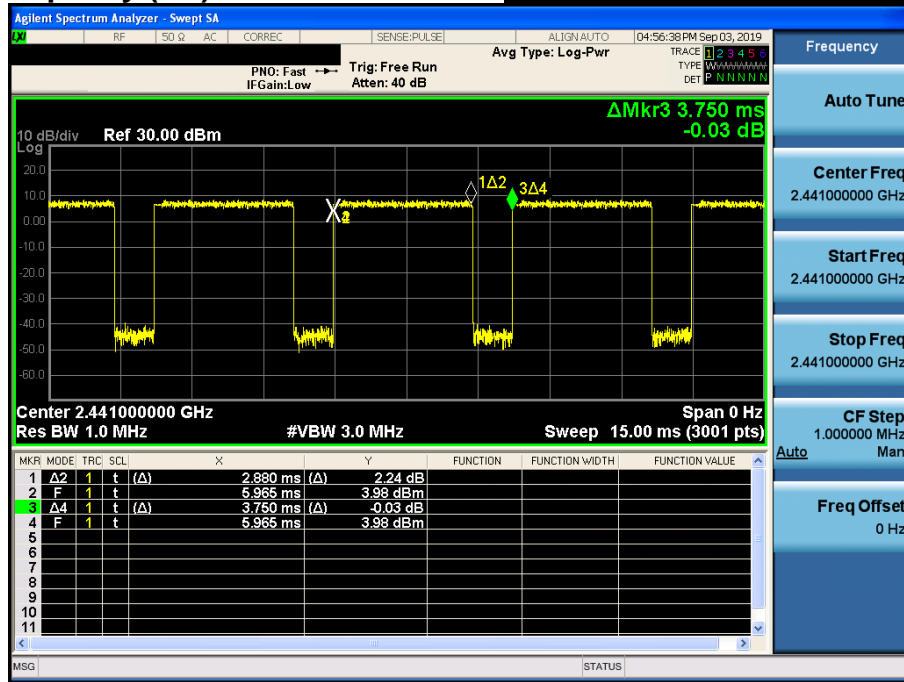 Agilent Spectrum Analyzer - Swept SA
LXI RF 50 Ω AC CORREC SENSE:PULSE ALIGN AUTO 04:56:38 PM Sep 03, 2019
Avg Type: Log-Pwr TRACE 1 2 3 4 5 6
PNO: Fast Trig: Free Run TYPE WWWWWW
IFGain:Low Atten: 40 dB DET P N N N N N
ΔMkr3 3.750 ms
-0.03 dB
10 dB/div Ref 30.00 dBm
Log
20.0
10.0
0.00
-10.0
-20.0
-30.0
-40.0
-50.0
-60.0
1Δ2
3Δ4
Center 2.441000000 GHz Span 0 Hz
Res BW 1.0 MHz #VBW 3.0 MHz Sweep 15.00 ms (3001 pts)
MKR MODE TRC SCL X Y FUNCTION FUNCTION WIDTH FUNCTION VALUE
1 Δ2 1 t (Δ) 2.880 ms (Δ) 2.24 dB
2 F 1 t 5.965 ms 3.98 dBm
3 Δ4 1 t (Δ) 3.750 ms (Δ) -0.03 dB
4 F 1 t 5.965 ms 3.98 dBm
5
6
7
8
9
10
11
MSG STATUS
Frequency
Auto Tune
Center Freq
2.441000000 GHz
Start Freq
2.441000000 GHz
Stop Freq
2.441000000 GHz
CF Step
1.000000 MHz
Auto Man
Freq Offset
0 Hz